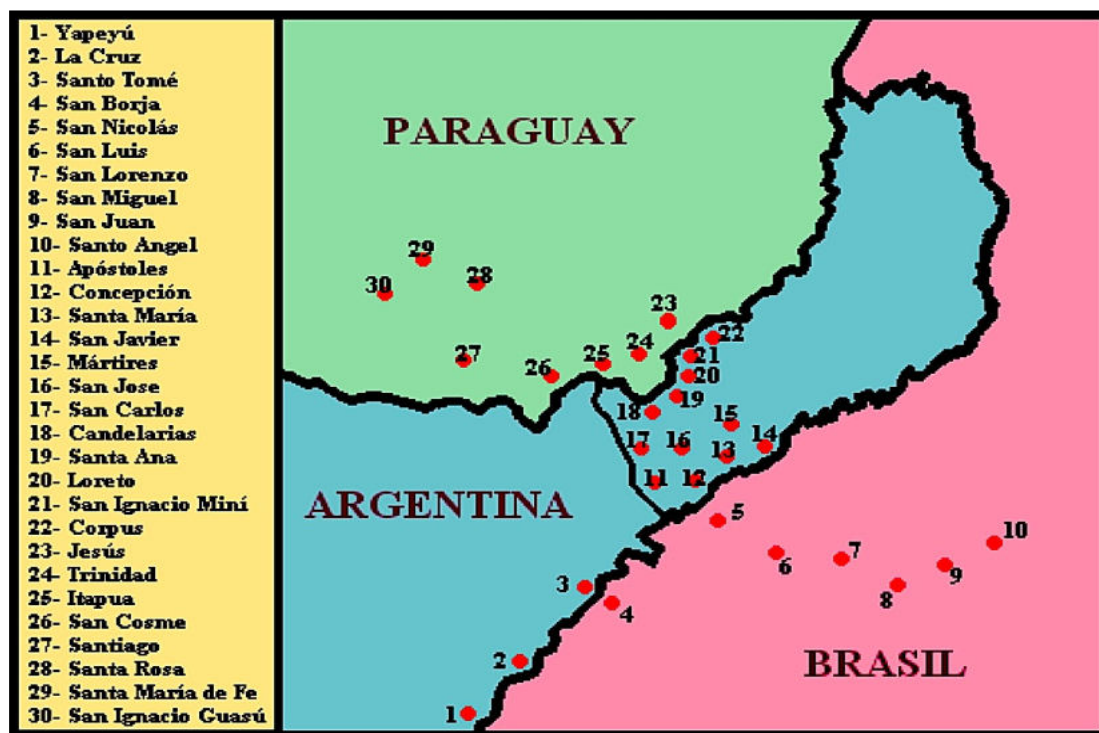 1- Yapeyú
2- La Cruz
3- Santo Tomé
4- San Borja
5- San Nicolás
6- San Luis
7- San Lorenzo
8- San Miguel
9- San Juan
10- Santo Angel
11- Apóstoles
12- Concepción
13- Santa María
14- San Javier
15- Mártires
16- San Jose
17- San Carlos
18- Candelarias
19- Santa Ana
20- Loreto
21- San Ignacio Miní
22- Corpus
23- Jesús
24- Trinidad
25- Itapua
26- San Cosme
27- Santiago
28- Santa Rosa
29- Santa María de Fe
30- San Ignacio Guasú
PARAGUAY
29
28
30
23
22
24
21
27
25
26
20
19
18
15
17
16
14
13
11
12
ARGENTINA
5
10
6
7
9
3
8
4
2
BRASIL
1